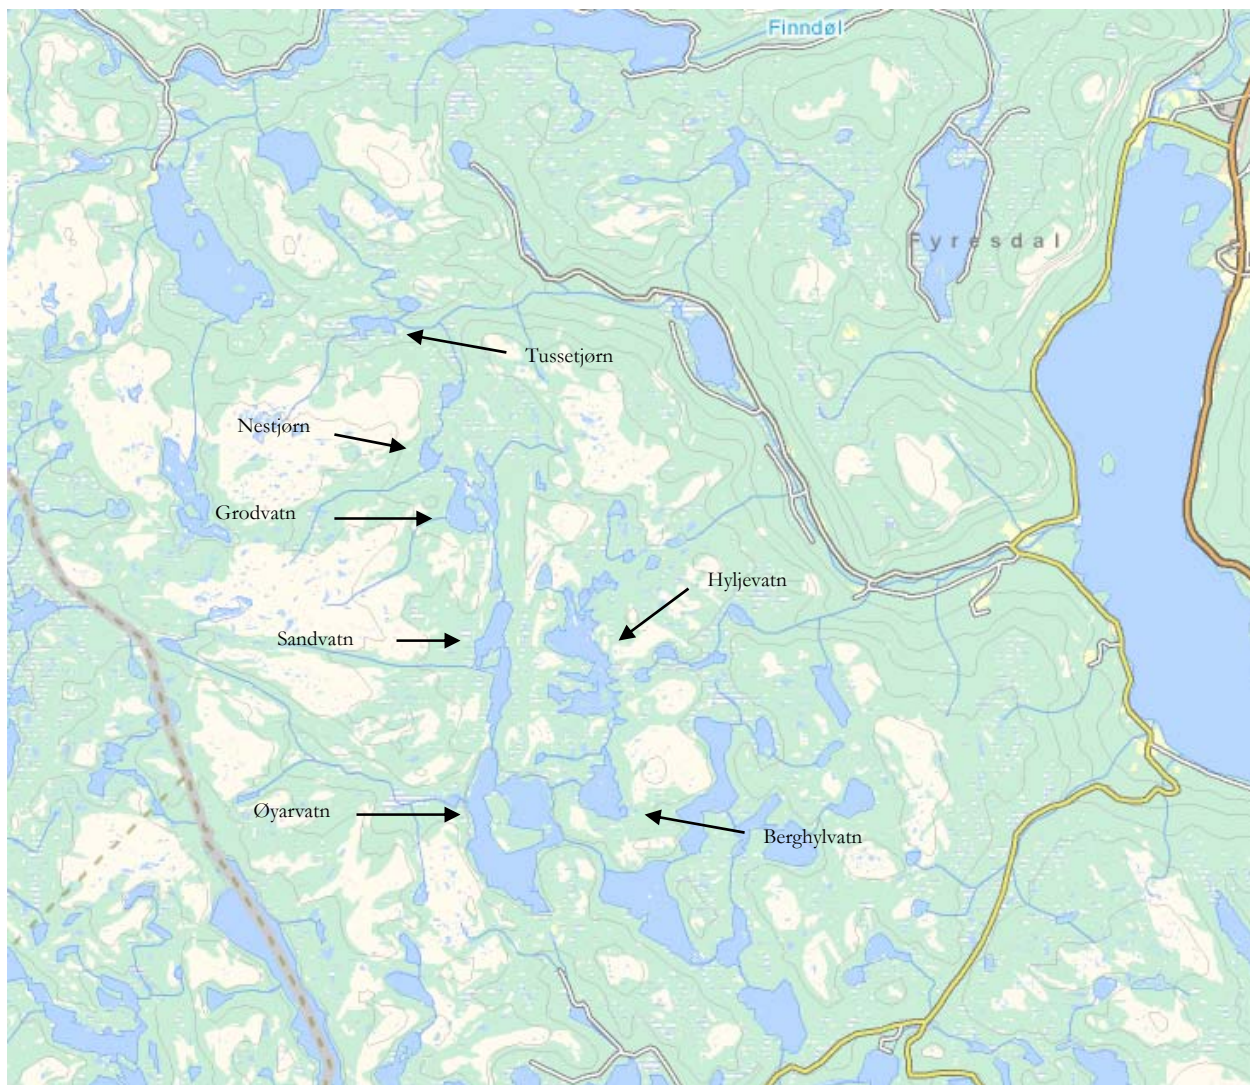 Finndøl
Fyresdal
Tussetjørn
Nestjørn
Grodvatn
Hyljevatn
Sandvatn
Øyarvatn
Berghylvatn